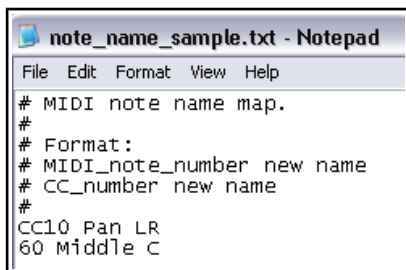 note_name_sample.txt - Notepad
File Edit Format View Help
# MIDI note name map.
#
# Format:
# MIDI_note_number new name
# CC_number new name
#
CC10 Pan LR
60 Middle C